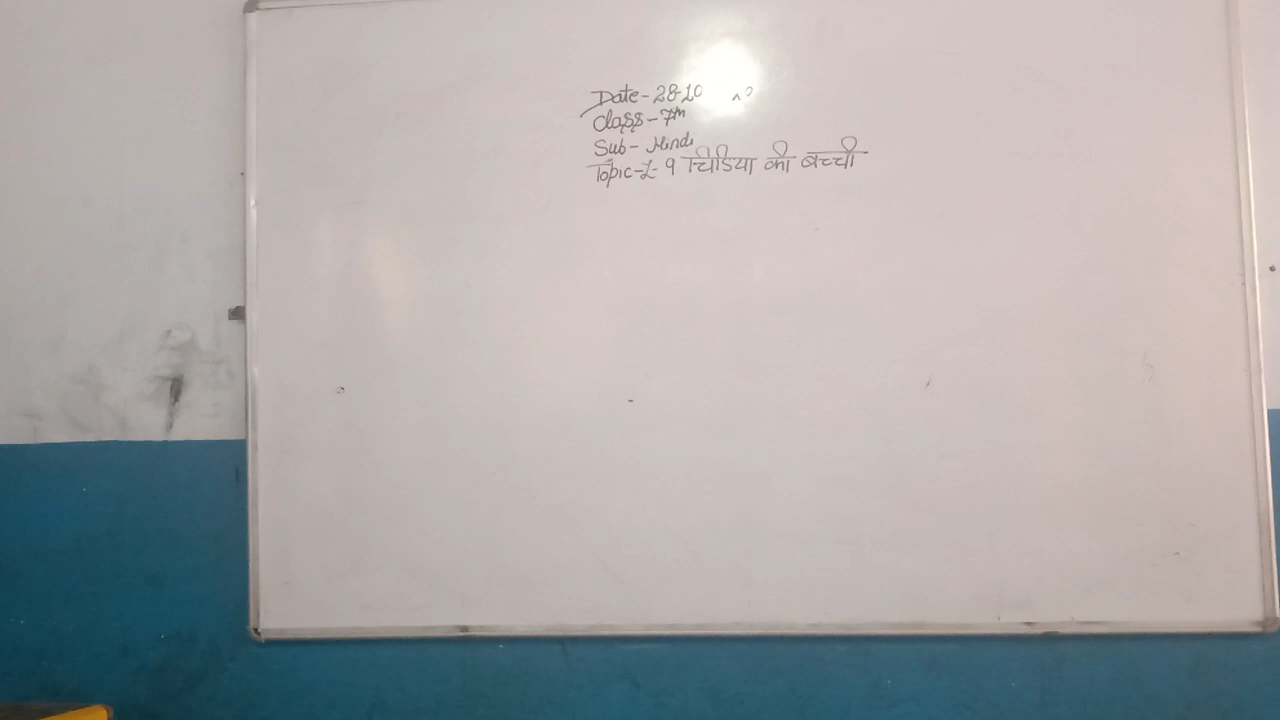 Date - 28-10
Class - 7th
Sub - Hindi
Topic - L - 9 चिडिया की बच्ची